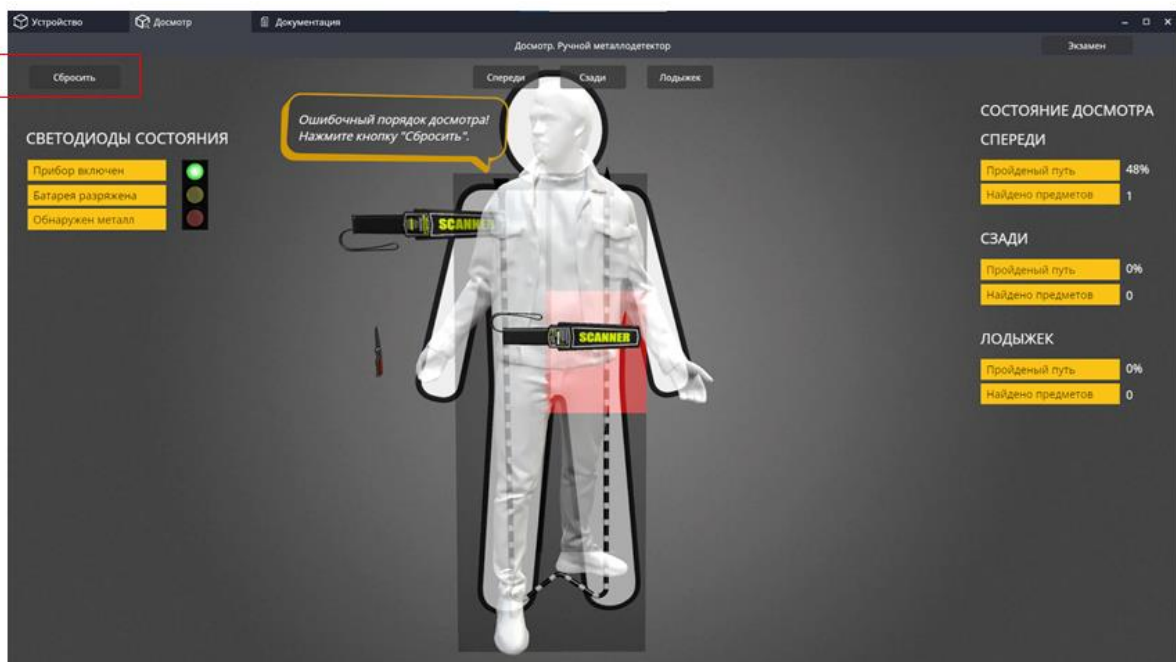 Устройство
Досмотр
Документация
Досмотр. Ручной металлодетектор
Экзамен
Сбросить
Спереди
Сзади
Лодыжек
Ошибочный порядок досмотра!
Нажмите кнопку "Сбросить".
СВЕТОДИОДЫ СОСТОЯНИЯ
Прибор включен
Батарея разряжена
Обнаружен металл
SCANNER
SCANNER
СОСТОЯНИЕ ДОСМОТРА
СПЕРЕДИ
Пройденый путь 48%
Найдено предметов 1
СЗАДИ
Пройденый путь 0%
Найдено предметов 0
ЛОДЫЖЕК
Пройденый путь 0%
Найдено предметов 0